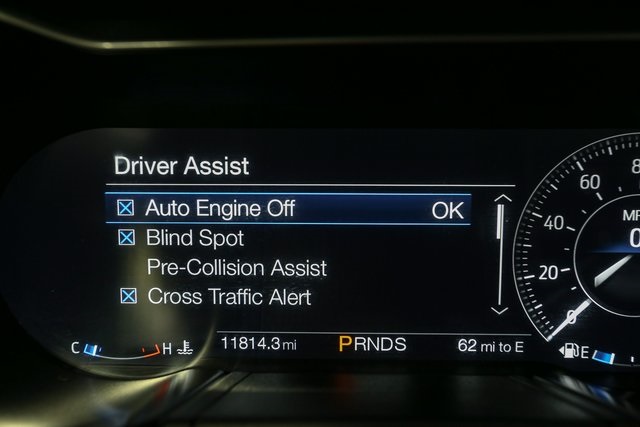 Driver Assist
Auto Engine Off OK
Blind Spot
Pre-Collision Assist
Cross Traffic Alert
C H 11814.3 mi PRNDS 62 mi to E E
60
40
20
0